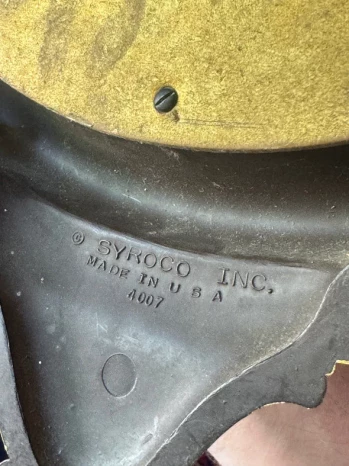 © SYROCO INC.
MADE IN U S A
4007